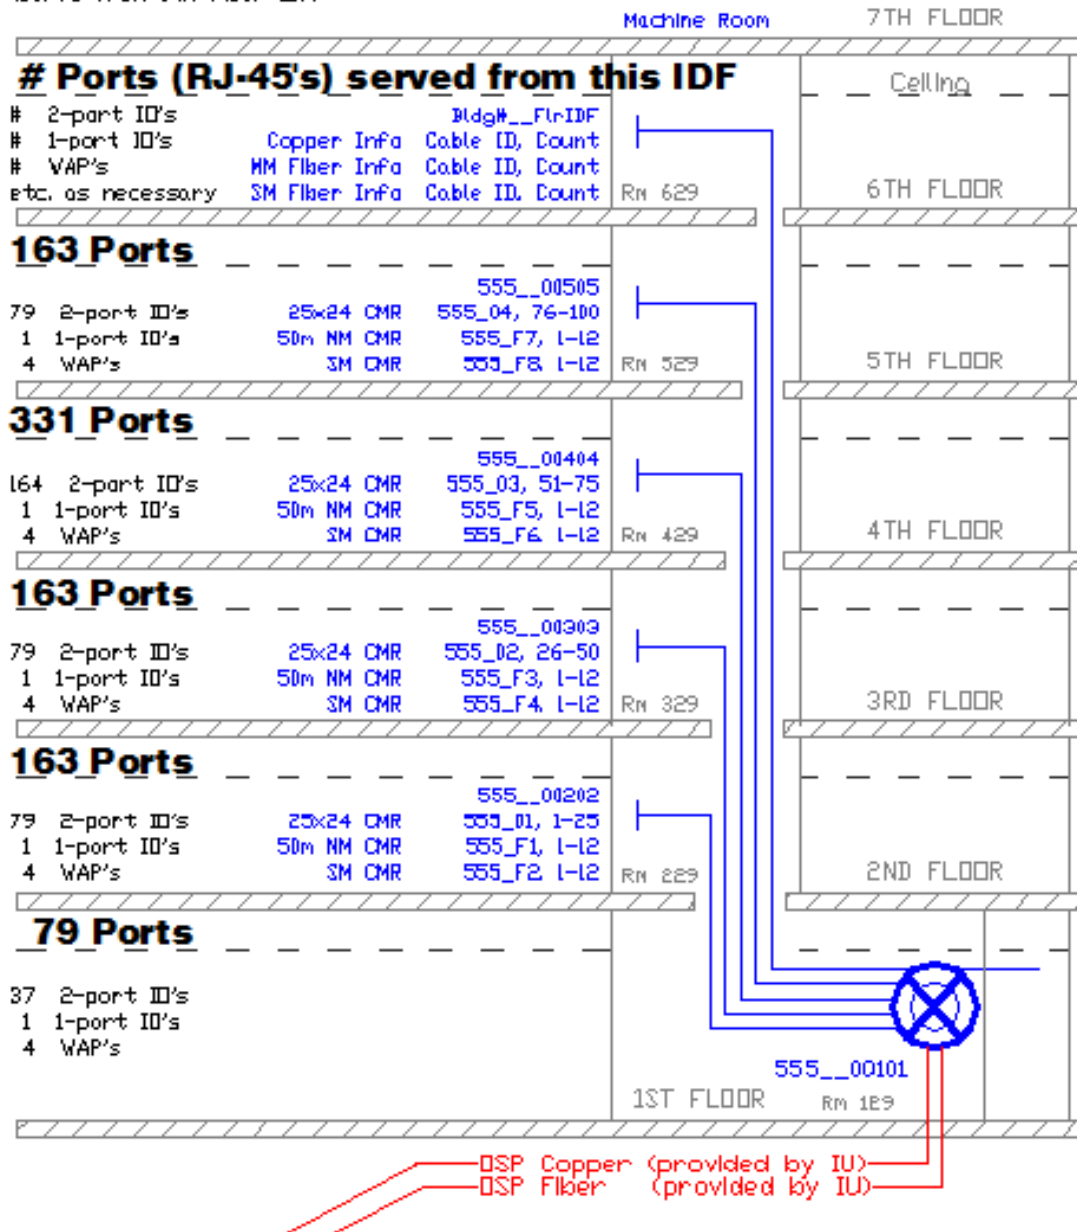 Machine Room 7TH FLOOR
# Ports (RJ-45's) served from this IDF
Ceiling
# 2-port IO's Bldg#__FlrIDF
# 1-port IO's Copper Info Cable ID, Count
# WAP's MM Fiber Info Cable ID, Count
etc. as necessary SM Fiber Info Cable ID, Count Rm 629 6TH FLOOR
163 Ports
555__00505
79 2-port IO's 25x24 CMR 555_04, 76-100
1 1-port IO's 50m MM CMR 555_F7, 1-12
4 WAP's SM CMR 555_F8, 1-12 Rm 529 5TH FLOOR
331 Ports
555__00404
164 2-port IO's 25x24 CMR 555_03, 51-75
1 1-port IO's 50m MM CMR 555_F5, 1-12
4 WAP's SM CMR 555_F6, 1-12 Rm 429 4TH FLOOR
163 Ports
555__00303
79 2-port IO's 25x24 CMR 555_02, 26-50
1 1-port IO's 50m MM CMR 555_F3, 1-12
4 WAP's SM CMR 555_F4, 1-12 Rm 329 3RD FLOOR
163 Ports
555__00202
79 2-port IO's 25x24 CMR 555_01, 1-25
1 1-port IO's 50m MM CMR 555_F1, 1-12
4 WAP's SM CMR 555_F2, 1-12 Rm 229 2ND FLOOR
79 Ports
37 2-port IO's
1 1-port IO's
4 WAP's
555__00101
1ST FLOOR Rm 129
OSP Copper (provided by IU)
OSP Fiber (provided by IU)